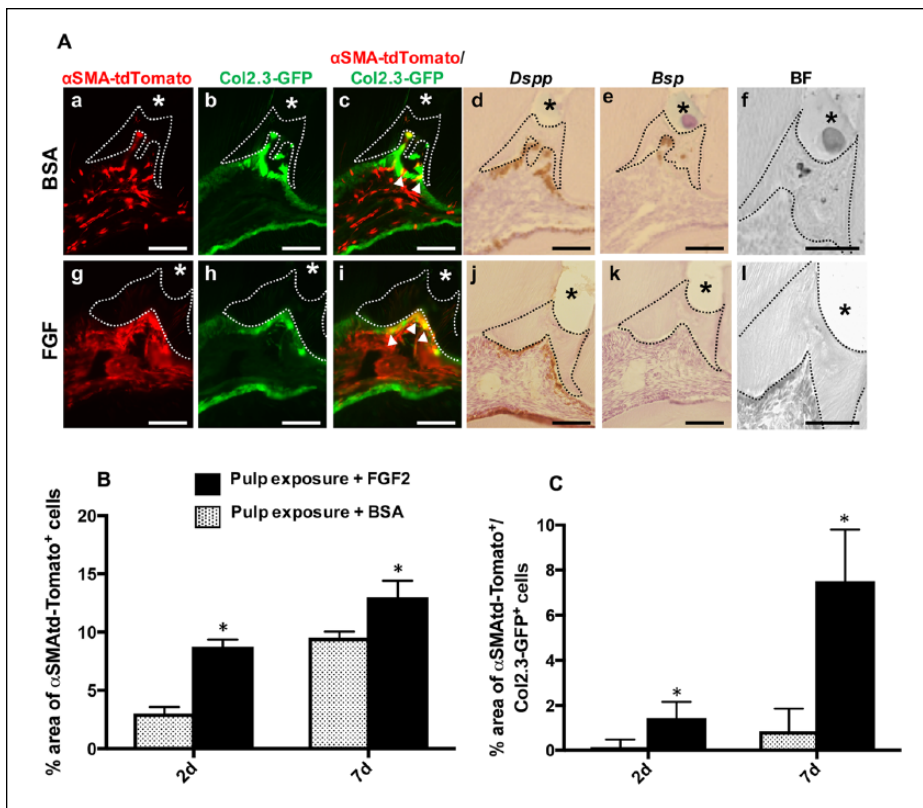 A
αSMA-tdTomato Col2.3-GFP αSMA-tdTomato/ Dspp Bsp BF
Col2.3-GFP
BSA
a * b * c * d * e * f *
FGF
g * h * i * j * k * l *
B
Pulp exposure + FGF2
Pulp exposure + BSA
% area of αSMAtd-Tomato⁺ cells
20
15
10
5
0
*
*
2d 7d
C
% area of αSMAtd-Tomato⁺/
Col2.3-GFP⁺ cells
10
8
6
4
2
0
*
*
2d 7d